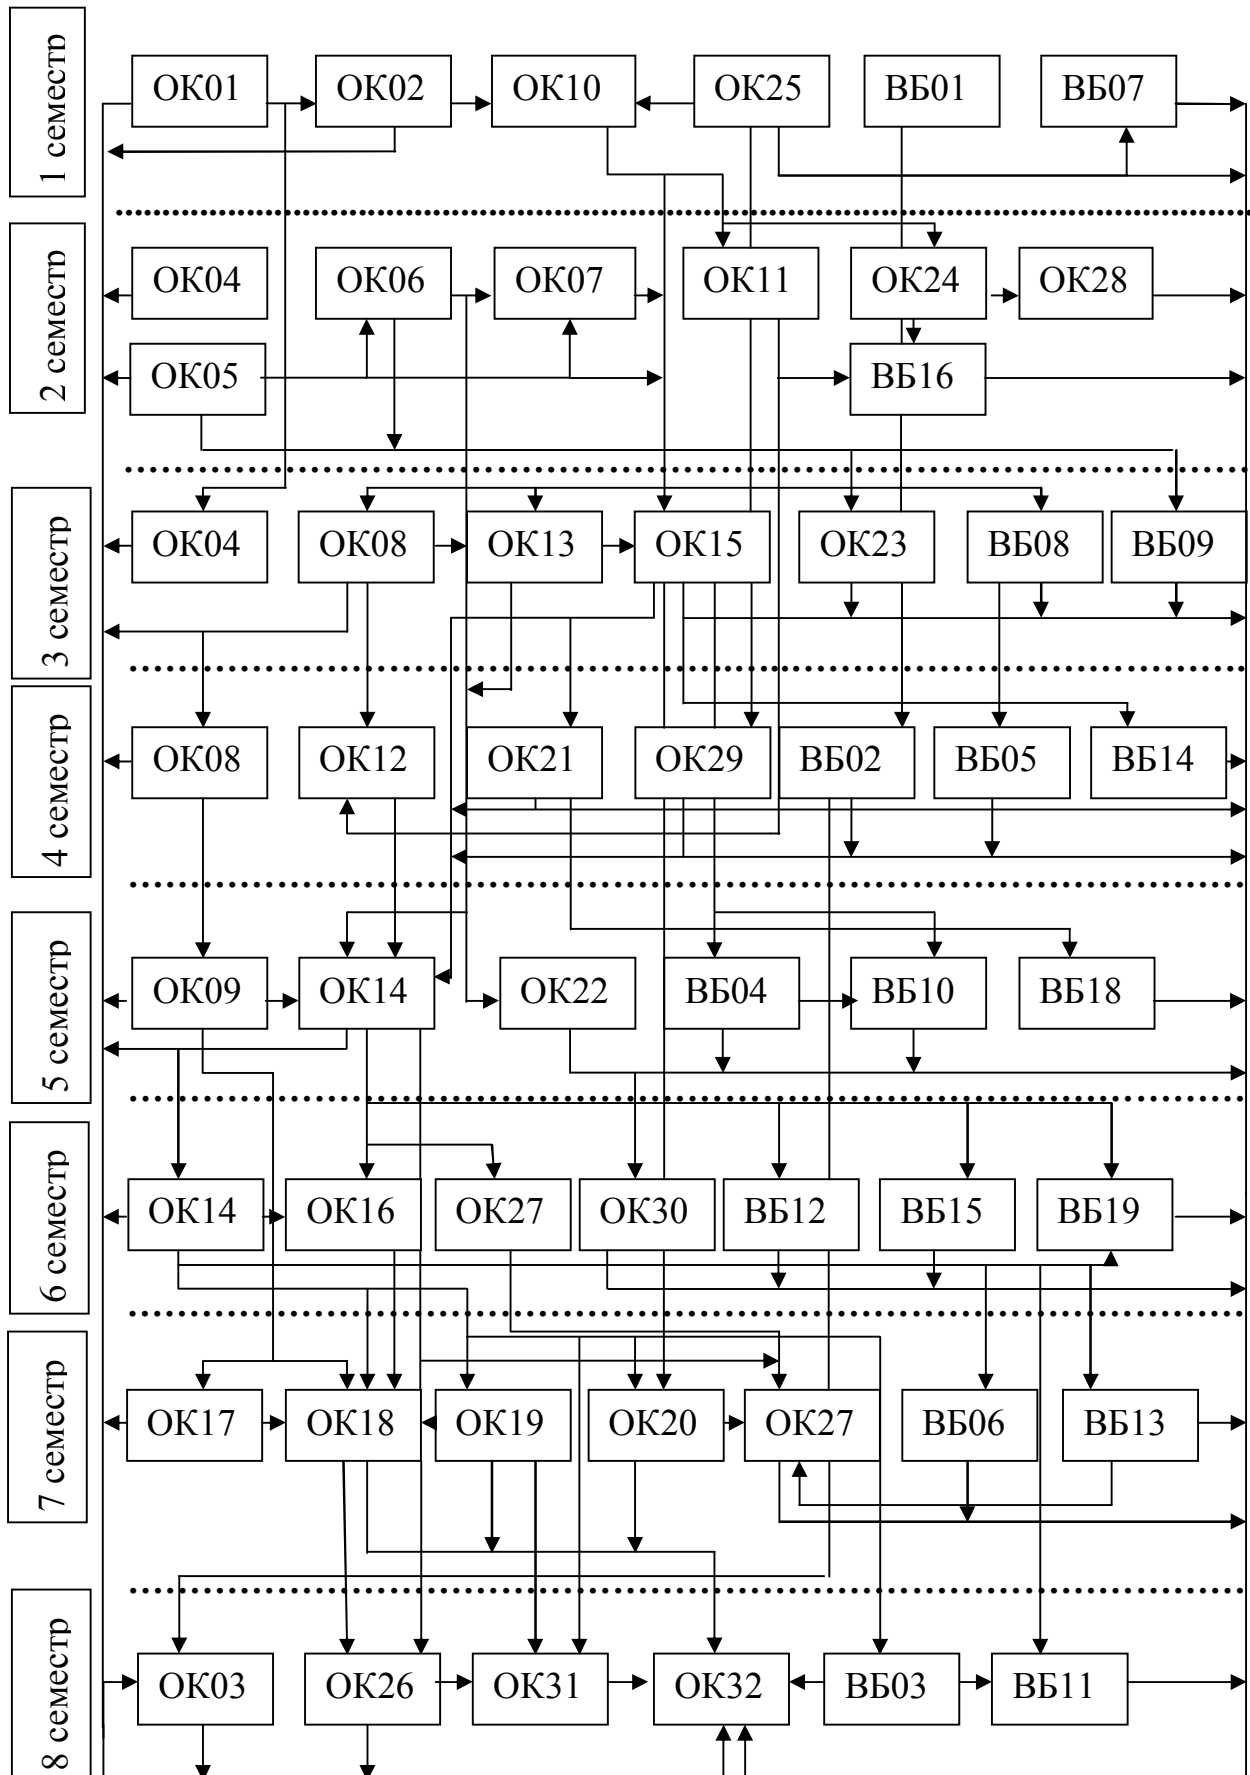 1 семестр
ОК01 ОК02 ОК10 ОК25 ВБ01 ВБ07
2 семестр
ОК04 ОК06 ОК07 ОК11 ОК24 ОК28
ОК05 ВБ16
3 семестр
ОК04 ОК08 ОК13 ОК15 ОК23 ВБ08 ВБ09
4 семестр
ОК08 ОК12 ОК21 ОК29 ВБ02 ВБ05 ВБ14
5 семестр
ОК09 ОК14 ОК22 ВБ04 ВБ10 ВБ18
6 семестр
ОК14 ОК16 ОК27 ОК30 ВБ12 ВБ15 ВБ19
7 семестр
ОК17 ОК18 ОК19 ОК20 ОК27 ВБ06 ВБ13
8 семестр
ОК03 ОК26 ОК31 ОК32 ВБ03 ВБ11